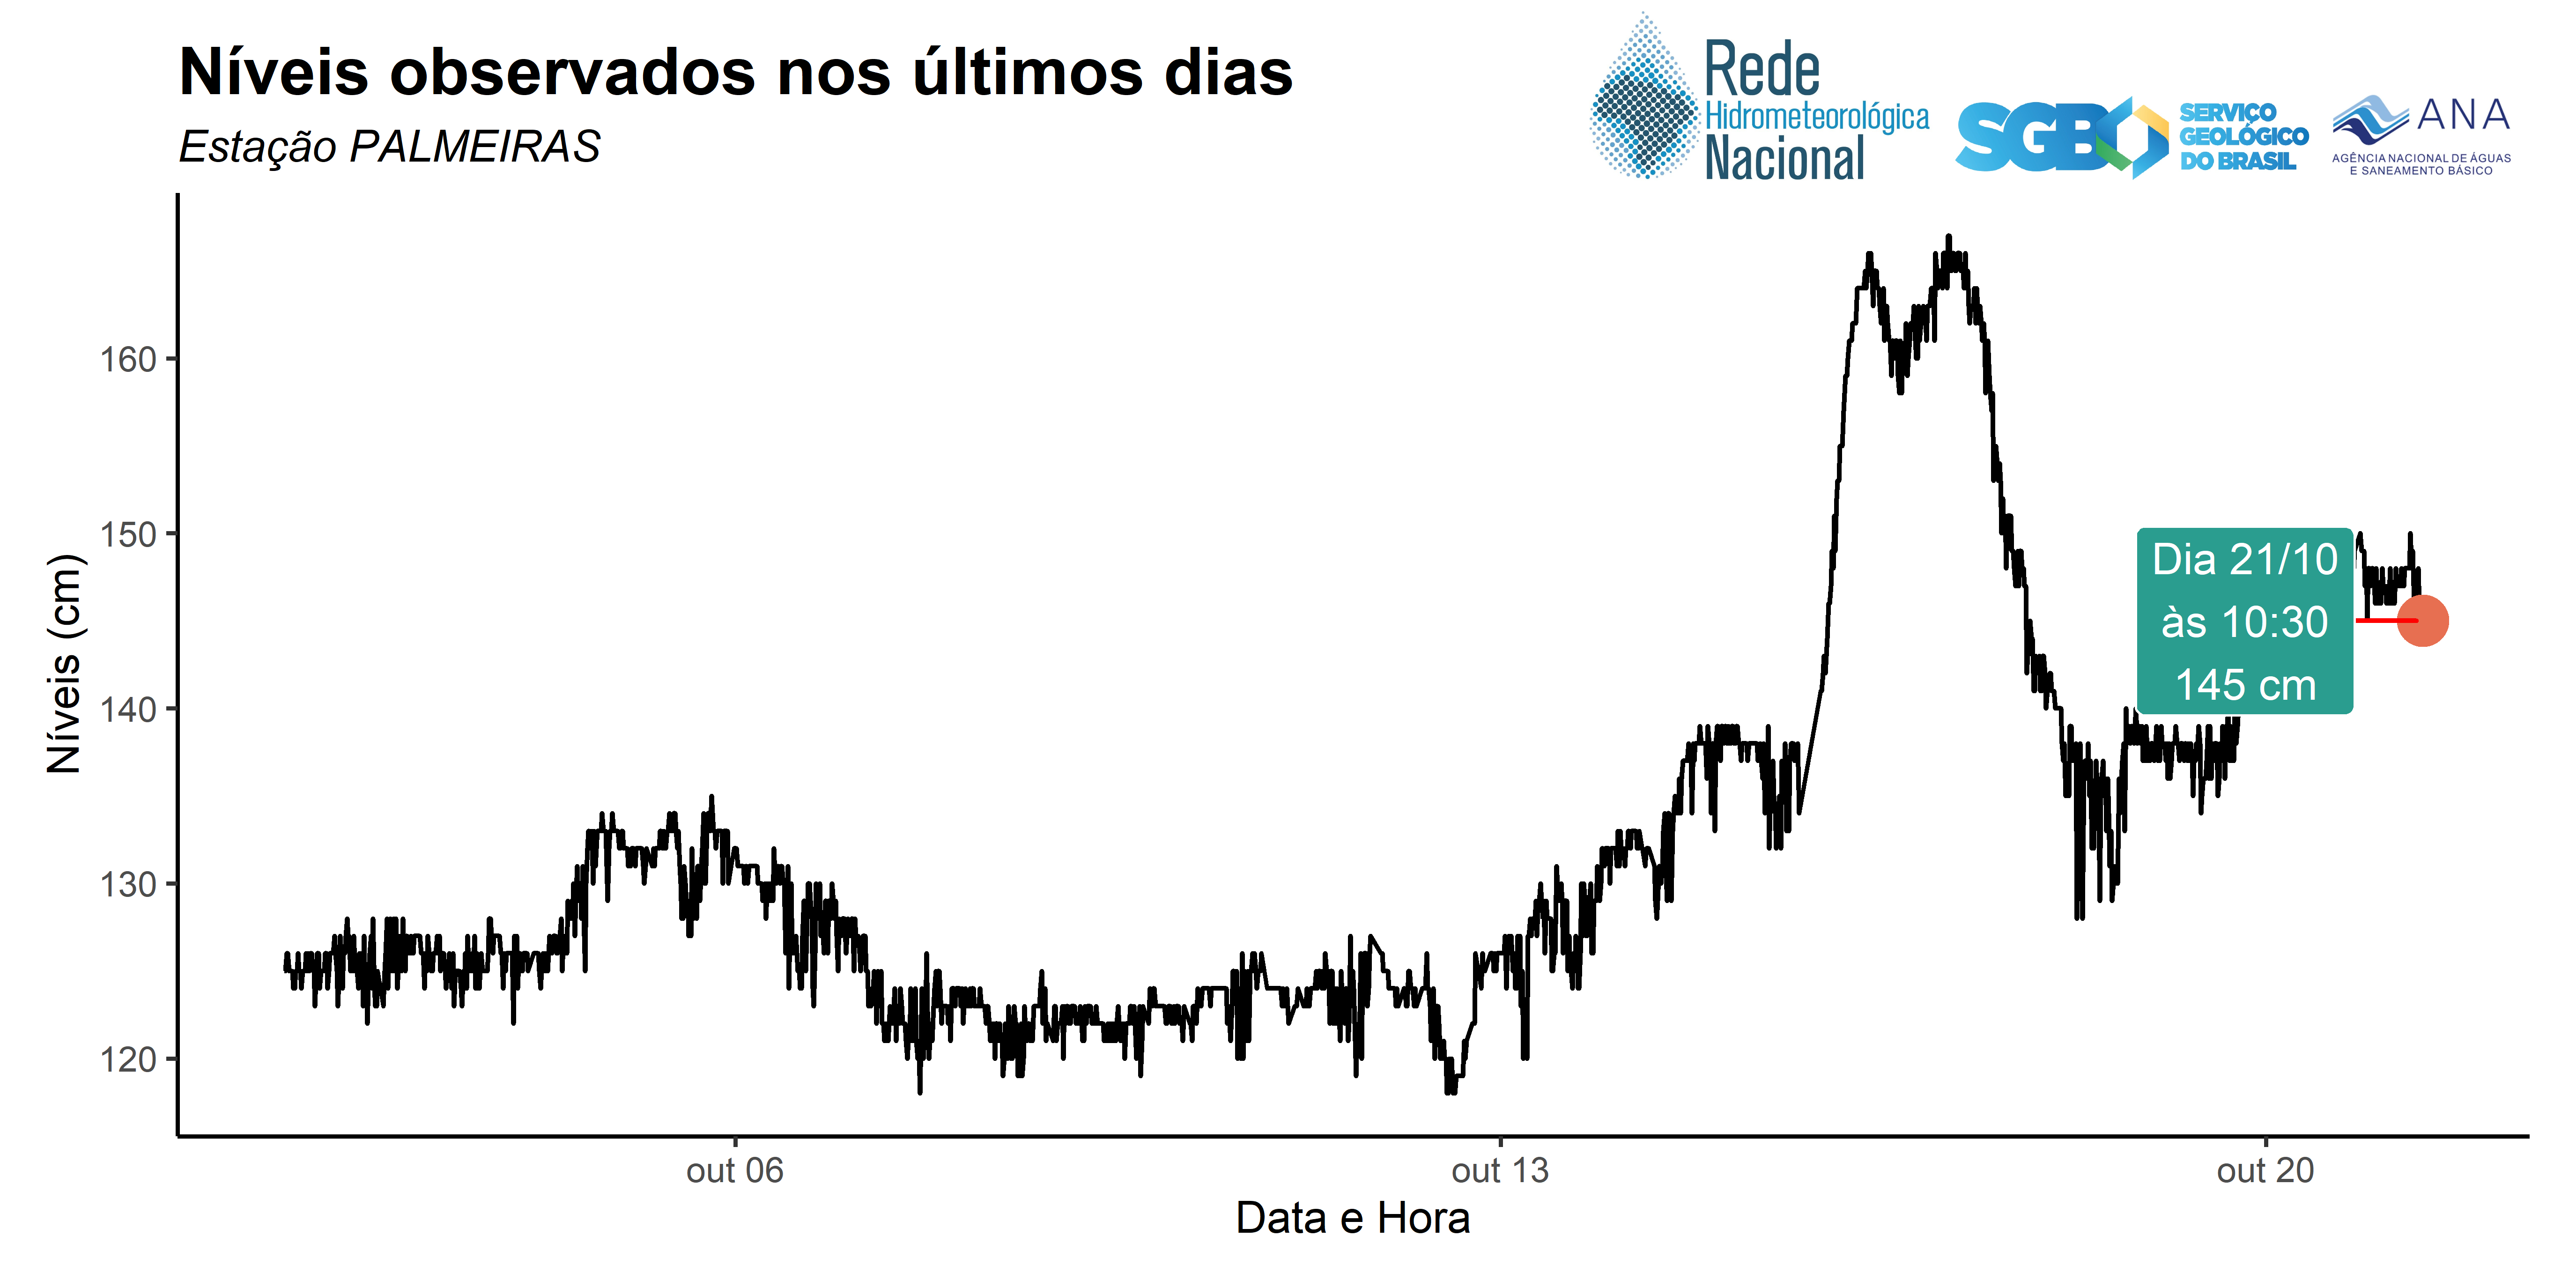 Níveis observados nos últimos dias
Estação PALMEIRAS
Rede
Hidrometeorológica
Nacional
SGB
SERVIÇO
GEOLÓGICO
DO BRASIL
ANA
AGÊNCIA NACIONAL DE ÁGUAS
E SANEAMENTO BÁSICO
Níveis (cm)
160
150
140
130
120
Dia 21/10
às 10:30
145 cm
out 06
out 13
out 20
Data e Hora